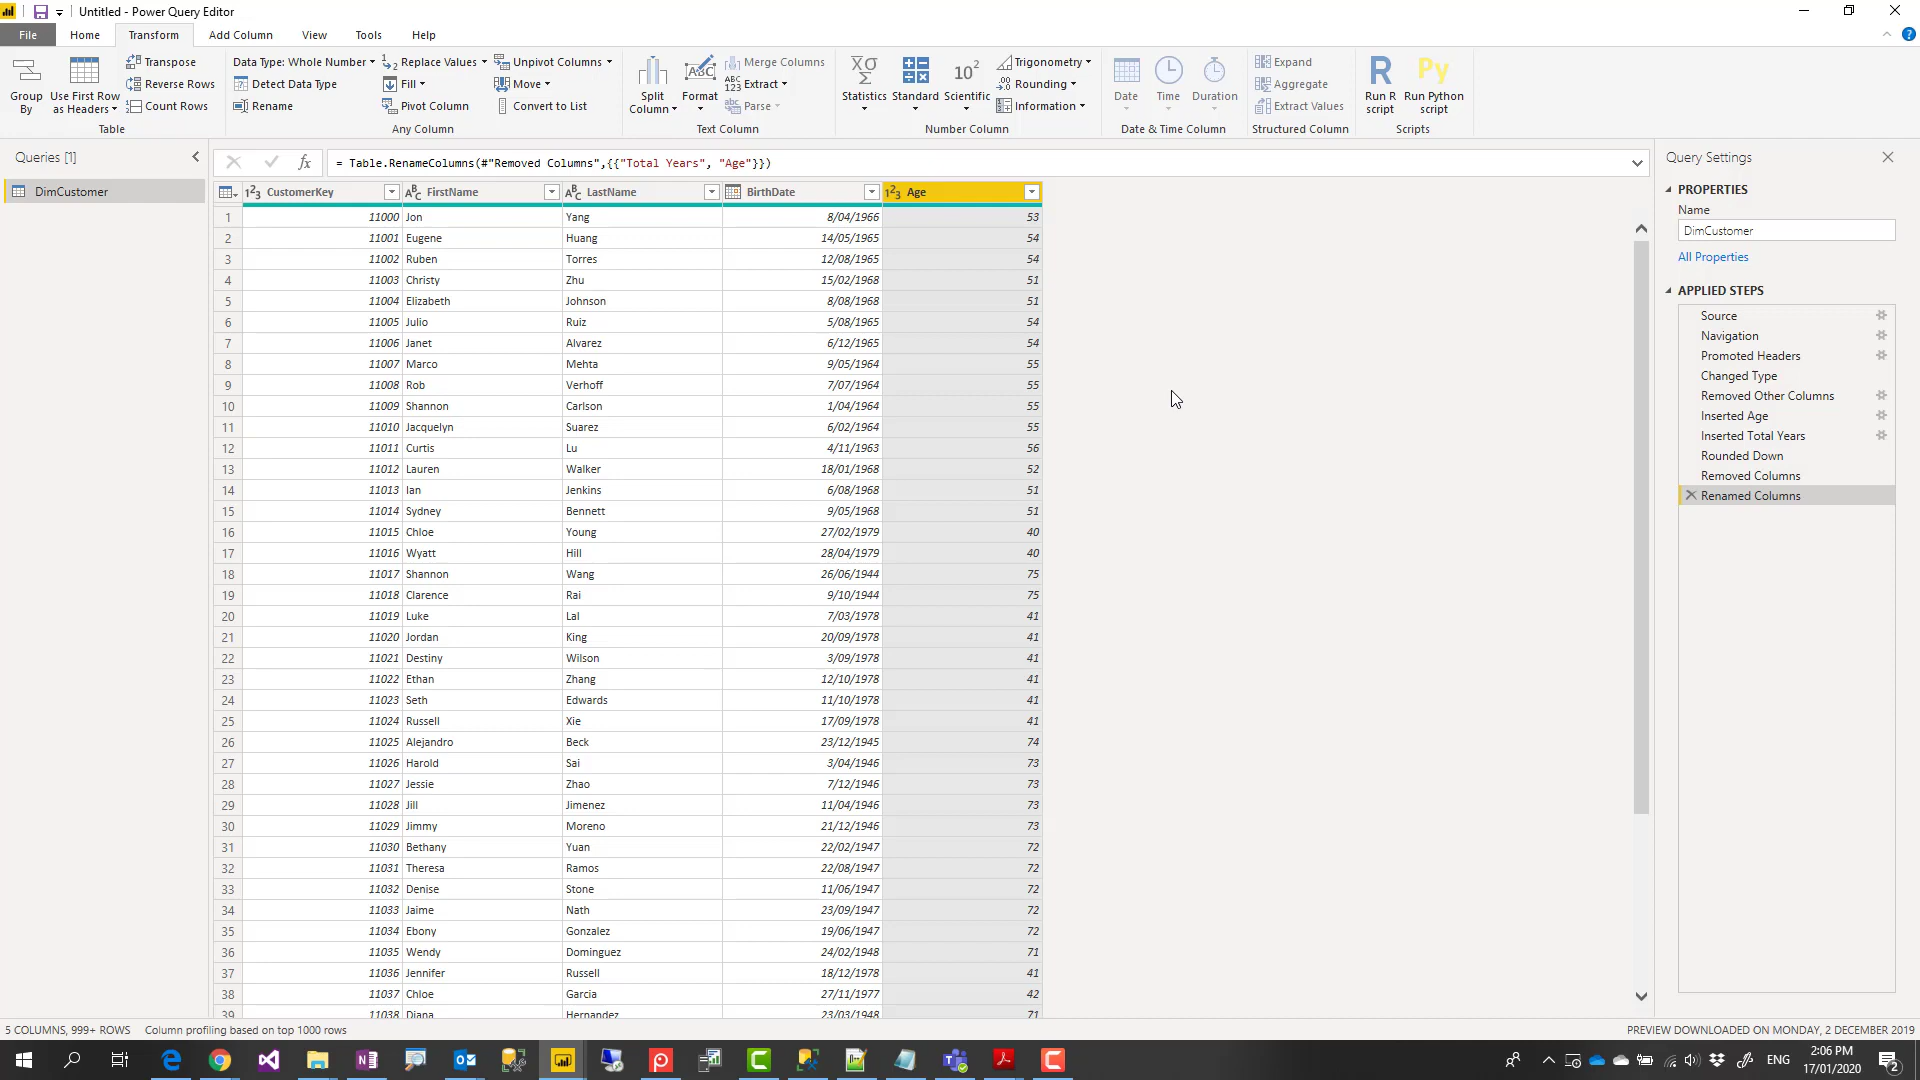 Untitled - Power Query Editor
File Home Transform Add Column View Tools Help
Group By
Use First Row as Headers
Transpose
Reverse Rows
Count Rows
Table
Data Type: Whole Number
Detect Data Type
Rename
Replace Values
Fill
Pivot Column
Unpivot Columns
Move
Convert to List
Any Column
Split Column
Format
Merge Columns
Extract
Parse
Text Column
Statistics
Standard
Scientific
Trigonometry
Rounding
Information
Number Column
Date
Time
Duration
Date & Time Column
Expand
Aggregate
Extract Values
Structured Column
Run R script
Run Python script
Scripts
Queries [1]
DimCustomer
= Table.RenameColumns(#"Removed Columns",{{"Total Years", "Age"}})
CustomerKey FirstName LastName BirthDate Age
1 11000 Jon Yang 8/04/1966 53
2 11001 Eugene Huang 14/05/1965 54
3 11002 Ruben Torres 12/08/1965 54
4 11003 Christy Zhu 15/02/1968 51
5 11004 Elizabeth Johnson 8/08/1968 51
6 11005 Julio Ruiz 5/08/1965 54
7 11006 Janet Alvarez 6/12/1965 54
8 11007 Marco Mehta 9/05/1964 55
9 11008 Rob Verhoff 7/07/1964 55
10 11009 Shannon Carlson 1/04/1964 55
11 11010 Jacquelyn Suarez 6/02/1964 55
12 11011 Curtis Lu 4/11/1963 56
13 11012 Lauren Walker 18/01/1968 52
14 11013 Ian Jenkins 6/08/1968 51
15 11014 Sydney Bennett 9/05/1968 51
16 11015 Chloe Young 27/02/1979 40
17 11016 Wyatt Hill 28/04/1979 40
18 11017 Shannon Wang 26/06/1944 75
19 11018 Clarence Rai 9/10/1944 75
20 11019 Luke Lal 7/03/1978 41
21 11020 Jordan King 20/09/1978 41
22 11021 Destiny Wilson 3/09/1978 41
23 11022 Ethan Zhang 12/10/1978 41
24 11023 Seth Edwards 11/10/1978 41
25 11024 Russell Xie 17/09/1978 41
26 11025 Alejandro Beck 23/12/1945 74
27 11026 Harold Sai 3/04/1946 73
28 11027 Jessie Zhao 7/12/1946 73
29 11028 Jill Jimenez 11/04/1946 73
30 11029 Jimmy Moreno 21/12/1946 73
31 11030 Bethany Yuan 22/02/1947 72
32 11031 Theresa Ramos 22/08/1947 72
33 11032 Denise Stone 11/06/1947 72
34 11033 Jaime Nath 23/09/1947 72
35 11034 Ebony Gonzalez 19/06/1947 72
36 11035 Wendy Dominguez 24/02/1948 71
37 11036 Jennifer Russell 18/12/1978 41
38 11037 Chloe Garcia 27/11/1977 42
39 11038 Diana Hernandez 23/03/1948 71
Query Settings
PROPERTIES
Name
DimCustomer
All Properties
APPLIED STEPS
Source
Navigation
Promoted Headers
Changed Type
Removed Other Columns
Inserted Age
Inserted Total Years
Rounded Down
Removed Columns
Renamed Columns
5 COLUMNS, 999+ ROWS Column profiling based on top 1000 rows
PREVIEW DOWNLOADED ON MONDAY, 2 DECEMBER 2019
ENG
2:06 PM
17/01/2020
2